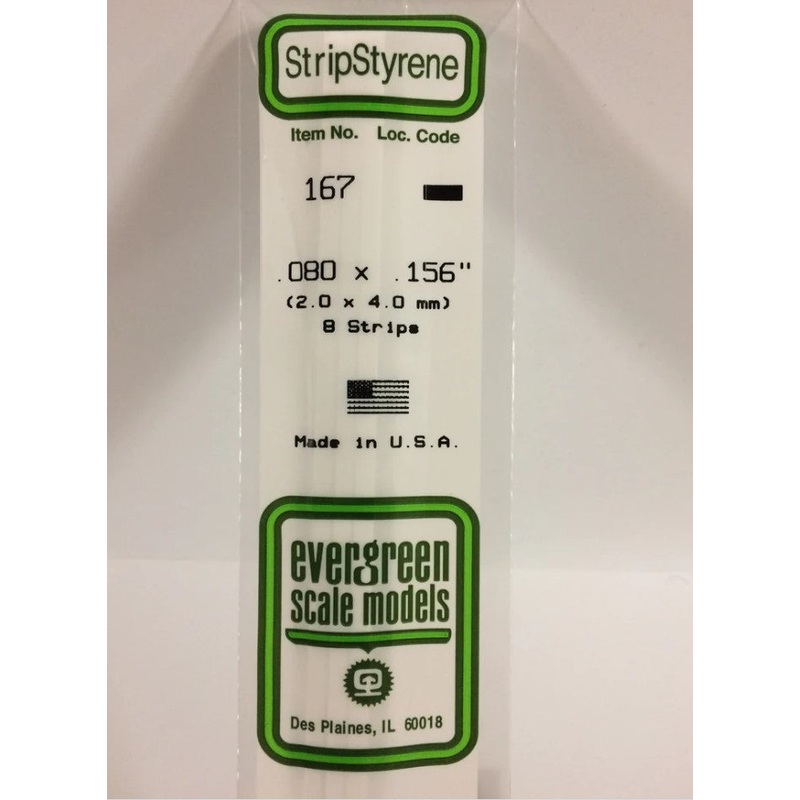 StripStyrene
Item No. Loc. Code
167
.080 x .156"
(2.0 x 4.0 mm)
8 Strips
Made in U.S.A.
evergreen
scale models
Des Plaines, IL 60018